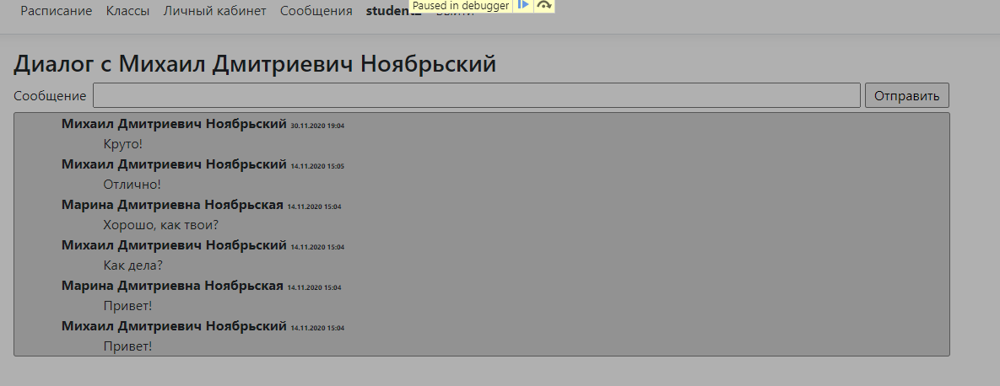 Paused in debugger
Расписание Классы Личный кабинет Сообщения student2 Выйти
Диалог с Михаил Дмитриевич Ноябрьский
Сообщение Отправить
Михаил Дмитриевич Ноябрьский 30.11.2020 19:04
Круто!
Михаил Дмитриевич Ноябрьский 14.11.2020 15:05
Отлично!
Марина Дмитриевна Ноябрьская 14.11.2020 15:04
Хорошо, как твои?
Михаил Дмитриевич Ноябрьский 14.11.2020 15:04
Как дела?
Марина Дмитриевна Ноябрьская 14.11.2020 15:04
Привет!
Михаил Дмитриевич Ноябрьский 14.11.2020 15:04
Привет!